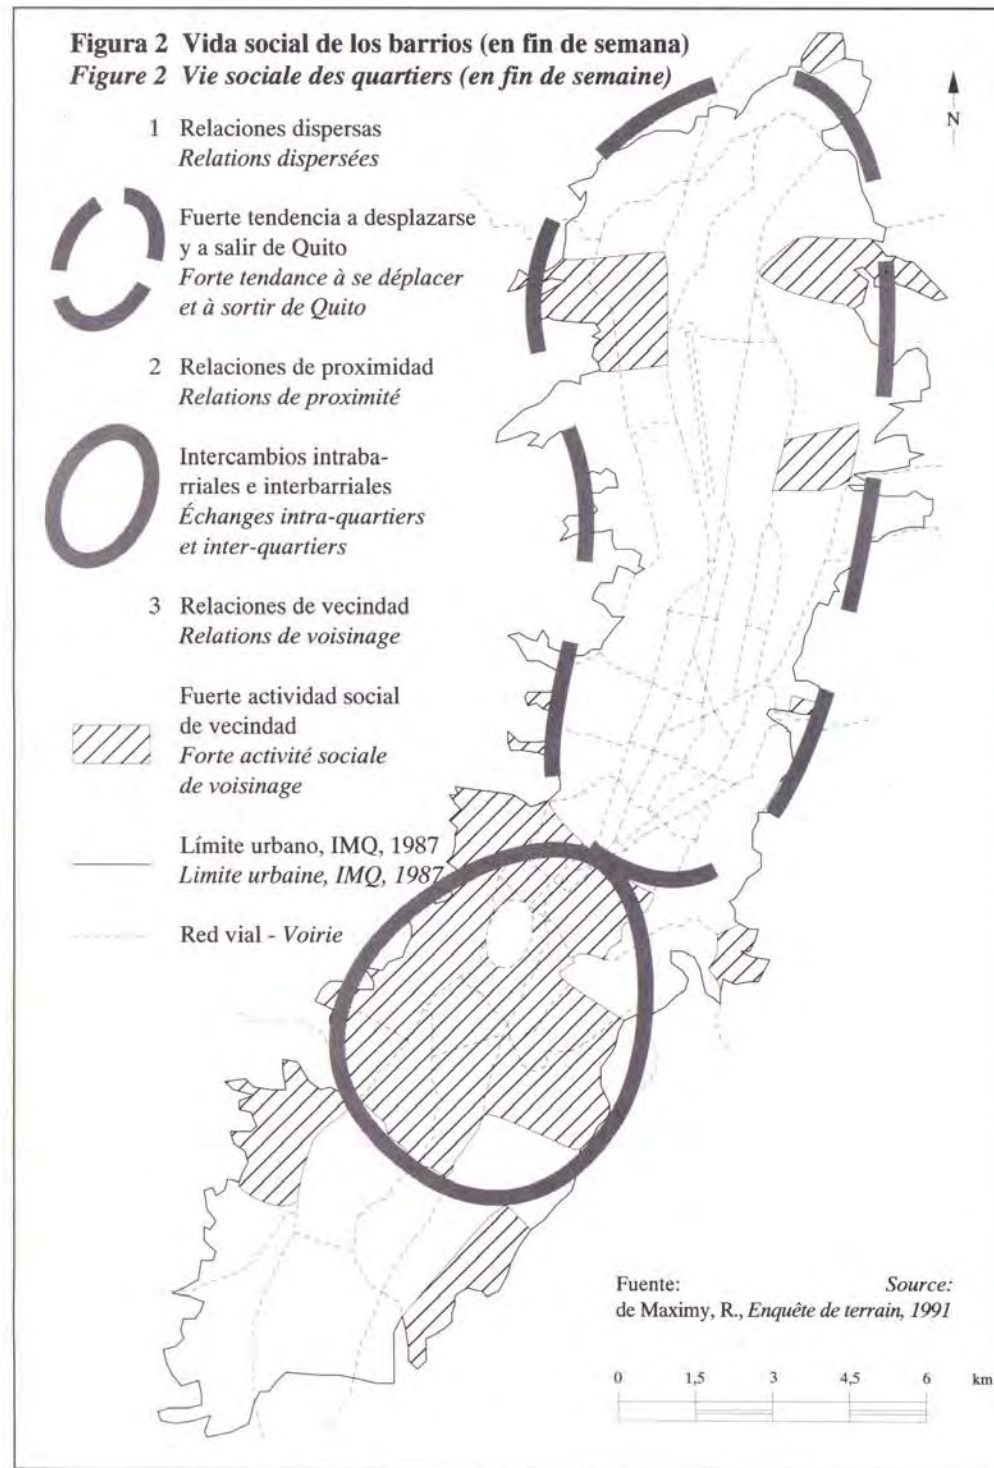 Figura 2 Vida social de los barrios (en fin de semana)
Figure 2 Vie sociale des quartiers (en fin de semaine)
N
1 Relaciones dispersas
Relations dispersées
Fuerte tendencia a desplazarse
y a salir de Quito
Forte tendance à se déplacer
et à sortir de Quito
2 Relaciones de proximidad
Relations de proximité
Intercambios intraba-
rriales e interbarriales
Échanges intra-quartiers
et inter-quartiers
3 Relaciones de vecindad
Relations de voisinage
Fuerte actividad social
de vecindad
Forte activité sociale
de voisinage
Límite urbano, IMQ, 1987
Limite urbaine, IMQ, 1987
Red vial - Voirie
Fuente: Source:
de Maximy, R., Enquête de terrain, 1991
0 1,5 3 4,5 6 km